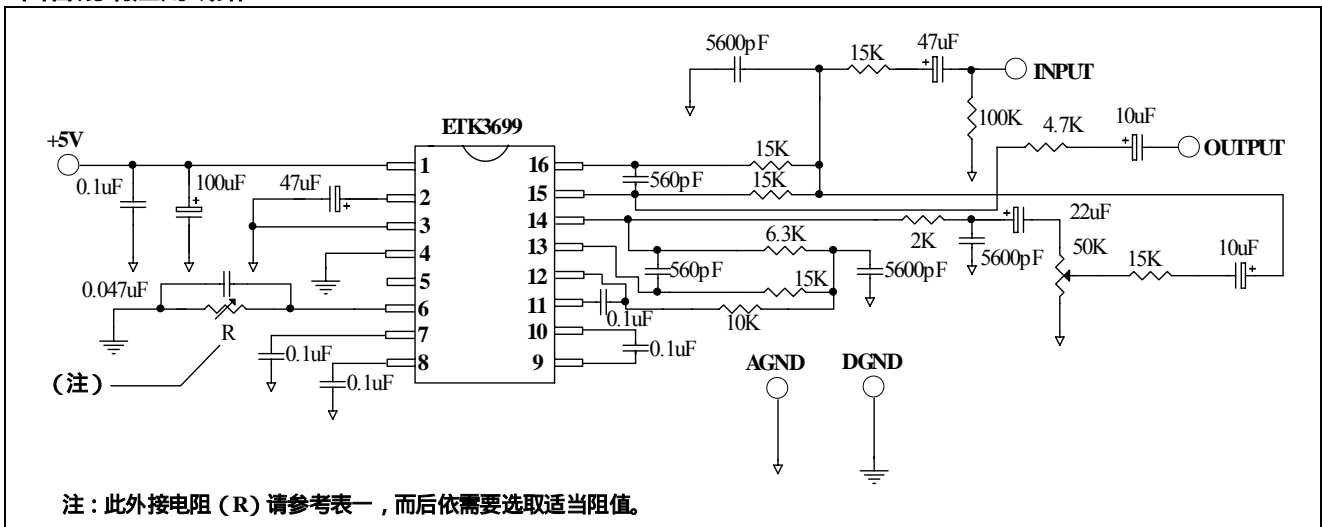 5600pF
15K
47uF
INPUT
100K
4.7K
10uF
OUTPUT
ETK3699
+5V
0.1uF
100uF
47uF
1
2
3
4
5
6
7
8
16
15
14
13
12
11
10
9
15K
560pF
15K
2K
5600pF
22uF
50K
15K
10uF
6.3K
560pF
15K
5600pF
0.1uF
10K
0.1uF
0.047uF
R
0.1uF
0.1uF
(注)
AGND
DGND
注：此外接电阻（R）请参考表一，而后依需要选取适当阻值。